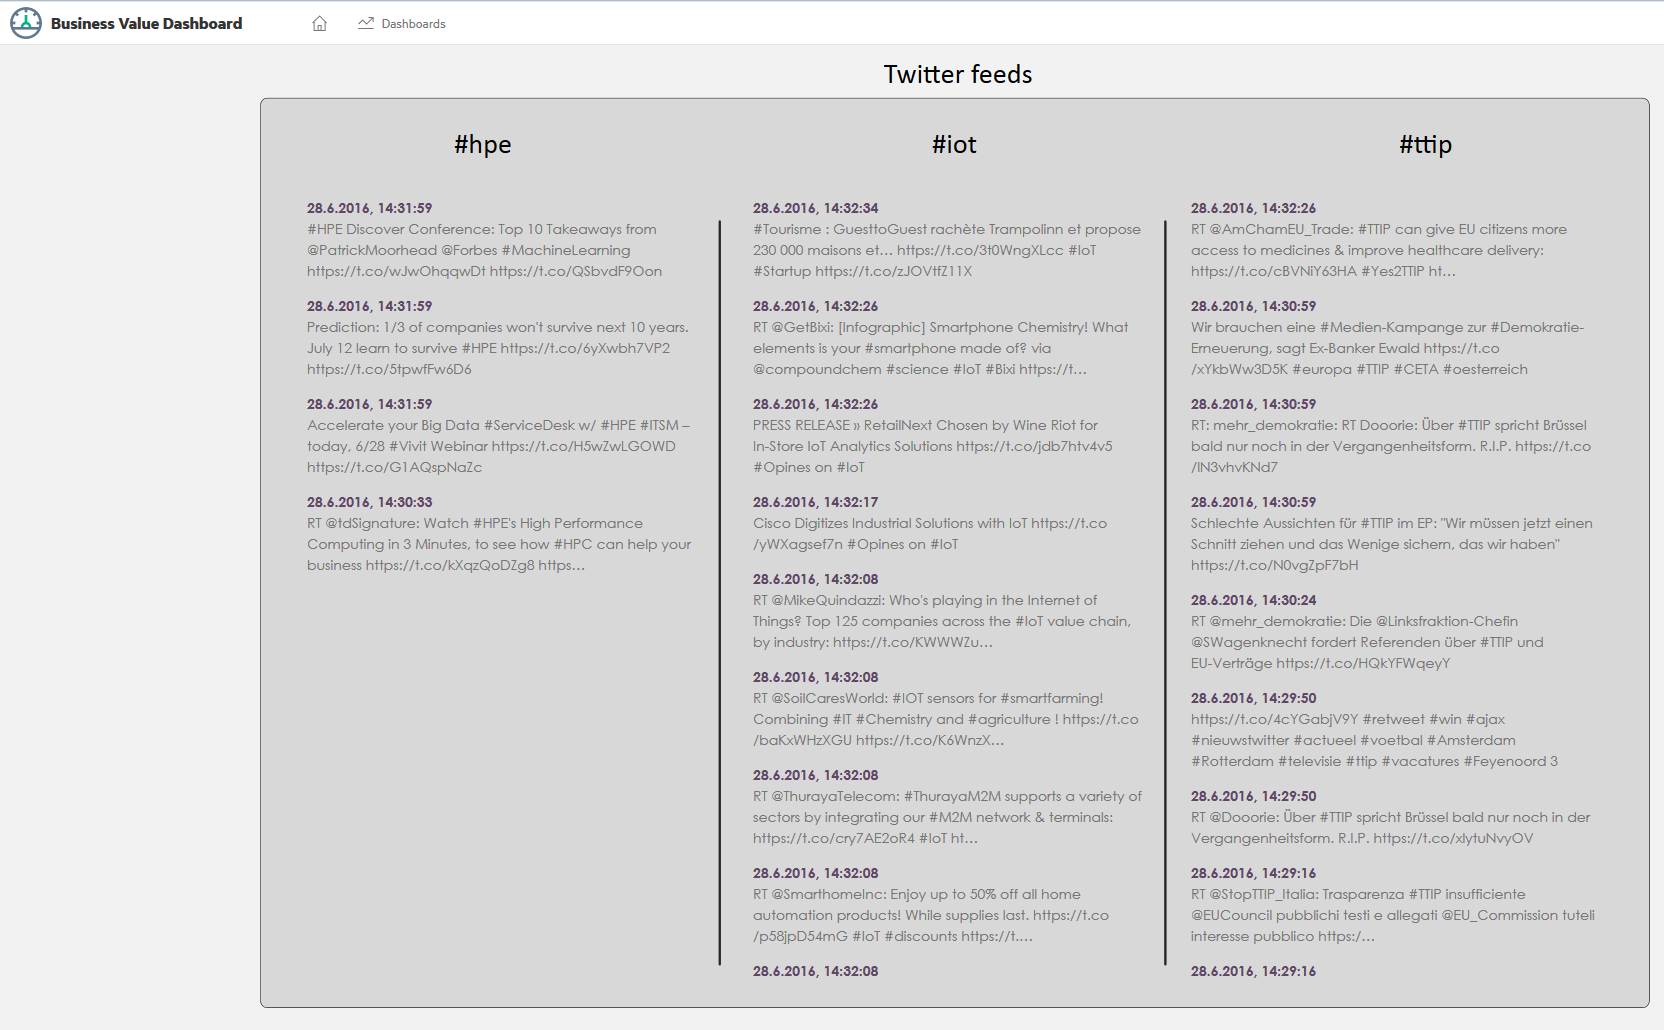 Business Value Dashboard
Dashboards
Twitter feeds
#hpe
28.6.2016, 14:31:59
#HPE Discover Conference: Top 10 Takeaways from
@PatrickMoorhead @Forbes #MachineLearning
https://t.co/wJwOhqqwDt https://t.co/QSbvdF9Oon
28.6.2016, 14:31:59
Prediction: 1/3 of companies won't survive next 10 years.
July 12 learn to survive #HPE https://t.co/6yXwbh7VP2
https://t.co/5tpwfFw6D6
28.6.2016, 14:31:59
Accelerate your Big Data #ServiceDesk w/ #HPE #ITSM –
today, 6/28 #Vivit Webinar https://t.co/H5wZwLGOWD
https://t.co/G1AQspNaZc
28.6.2016, 14:30:33
RT @tdSignature: Watch #HPE's High Performance
Computing in 3 Minutes, to see how #HPC can help your
business https://t.co/kXqzQoDZg8 https…
#iot
28.6.2016, 14:32:34
#Tourisme : GuesttoGuest rachète Trampolinn et propose
230 000 maisons et… https://t.co/3t0WngXLcc #IoT
#Startup https://t.co/zJOVtfZ11X
28.6.2016, 14:32:26
RT @GetBixi: [Infographic] Smartphone Chemistry! What
elements is your #smartphone made of? via
@compoundchem #science #IoT #Bixi https://t…
28.6.2016, 14:32:26
PRESS RELEASE » RetailNext Chosen by Wine Riot for
In-Store IoT Analytics Solutions https://t.co/jdb7htv4v5
#Opines on #IoT
28.6.2016, 14:32:17
Cisco Digitizes Industrial Solutions with IoT https://t.co
/yWXagsef7n #Opines on #IoT
28.6.2016, 14:32:08
RT @MikeQuindazzi: Who's playing in the Internet of
Things? Top 125 companies across the #IoT value chain,
by industry: https://t.co/KWWWZu…
28.6.2016, 14:32:08
RT @SoilCaresWorld: #IOT sensors for #smartfarming!
Combining #IT #Chemistry and #agriculture ! https://t.co
/baKxWHzXGU https://t.co/K6WnzX…
28.6.2016, 14:32:08
RT @ThurayaTelecom: #ThurayaM2M supports a variety of
sectors by integrating our #M2M network & terminals:
https://t.co/cry7AE2oR4 #IoT ht…
28.6.2016, 14:32:08
RT @SmarthomeInc: Enjoy up to 50% off all home
automation products! While supplies last. https://t.co
/p58jpD54mG #IoT #discounts https://t.…
28.6.2016, 14:32:08
#ttip
28.6.2016, 14:32:26
RT @AmChamEU_Trade: #TTIP can give EU citizens more
access to medicines & improve healthcare delivery:
https://t.co/cBVNiY63HA #Yes2TTIP ht…
28.6.2016, 14:30:59
Wir brauchen eine #Medien-Kampange zur #Demokratie-
Erneuerung, sagt Ex-Banker Ewald https://t.co
/xYkbWw3D5K #europa #TTIP #CETA #oesterreich
28.6.2016, 14:30:59
RT: mehr_demokratie: RT Dooorie: Über #TTIP spricht Brüssel
bald nur noch in der Vergangenheitsform. R.I.P. https://t.co
/lN3vhvKNd7
28.6.2016, 14:30:59
Schlechte Aussichten für #TTIP im EP: "Wir müssen jetzt einen
Schnitt ziehen und das Wenige sichern, das wir haben"
https://t.co/N0vgZpF7bH
28.6.2016, 14:30:24
RT @mehr_demokratie: Die @Linksfraktion-Chefin
@SWagenknecht fordert Referenden über #TTIP und
EU-Verträge https://t.co/HQkYFWqeyY
28.6.2016, 14:29:50
https://t.co/4cYGabjV9Y #retweet #win #ajax
#nieuwstwitter #actueel #voetbal #Amsterdam
#Rotterdam #televisie #ttip #vacatures #Feyenoord 3
28.6.2016, 14:29:50
RT @Dooorie: Über #TTIP spricht Brüssel bald nur noch in der
Vergangenheitsform. R.I.P. https://t.co/xlytuNvyOV
28.6.2016, 14:29:16
RT @StopTTIP_Italia: Trasparenza #TTIP insufficiente
@EUCouncil pubblichi testi e allegati @EU_Commission tuteli
interesse pubblico https:/…
28.6.2016, 14:29:16